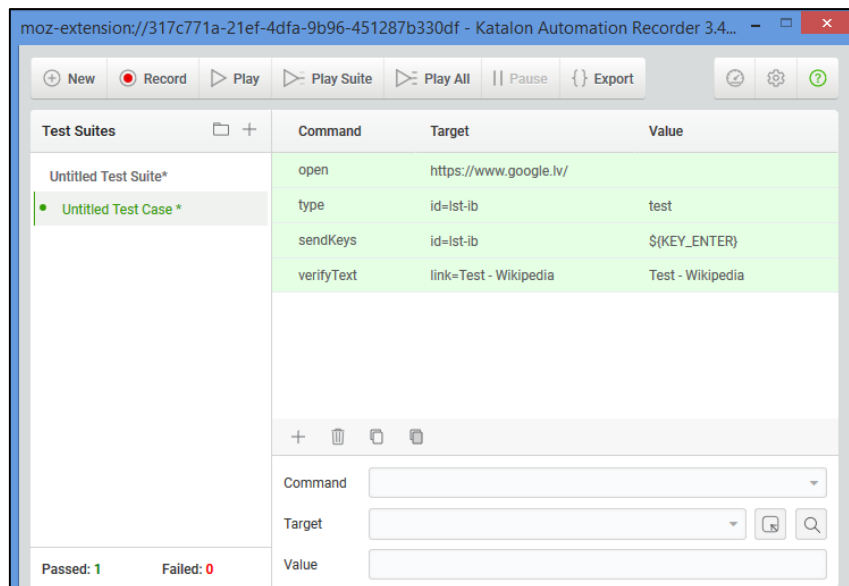 moz-extension://317c771a-21ef-4dfa-9b96-451287b330df - Katalon Automation Recorder 3.4...
New Record Play Play Suite Play All Pause {} Export
Test Suites
Command Target Value
Untitled Test Suite*
Untitled Test Case *
open https://www.google.lv/
type id=lst-ib test
sendKeys id=lst-ib ${KEY_ENTER}
verifyText link=Test - Wikipedia Test - Wikipedia
Command
Target
Value
Passed: 1 Failed: 0